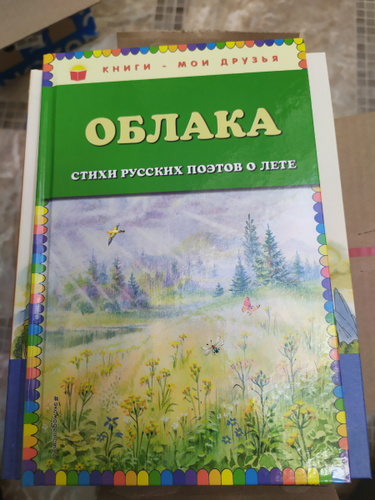 КНИГИ - МОИ ДРУЗЬЯ
ОБЛАКА
СТИХИ РУССКИХ ПОЭТОВ О ЛЕТЕ